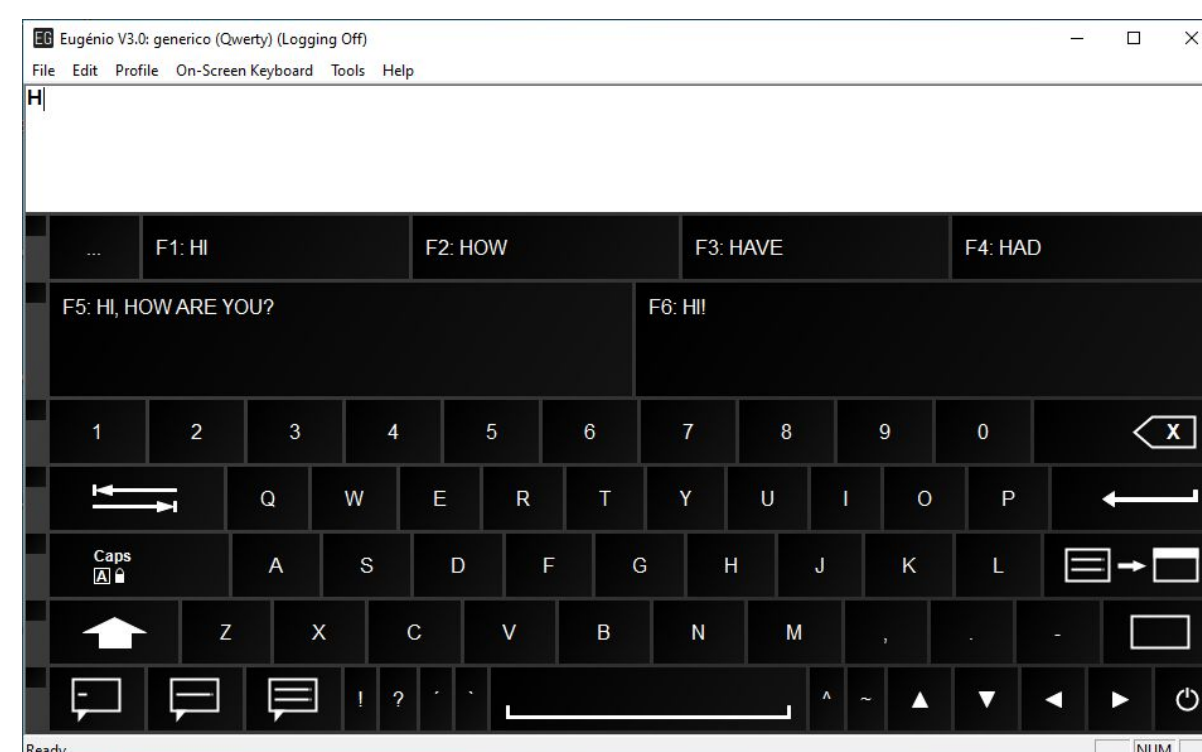 EG Eugénio V3.0: generico (Qwerty) (Logging Off)
File Edit Profile On-Screen Keyboard Tools Help
H
... F1: HI F2: HOW F3: HAVE F4: HAD
F5: HI, HOW ARE YOU? F6: HI!
1 2 3 4 5 6 7 8 9 0 X
Q W E R T Y U I O P
Caps A A S D F G H J K L
Z X C V B N M , . -
! ? ´ ` ^ ~
Ready NUM